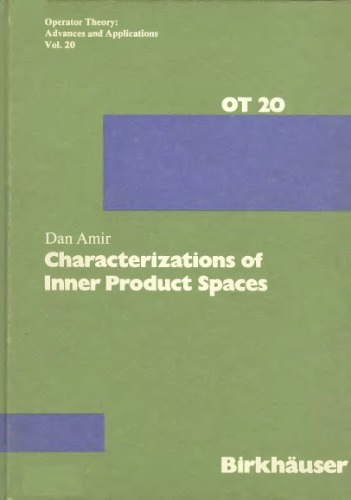 Operator Theory:
Advances and Applications
Vol. 20
OT 20
Dan Amir
Characterizations of
Inner Product Spaces
Birkhäuser